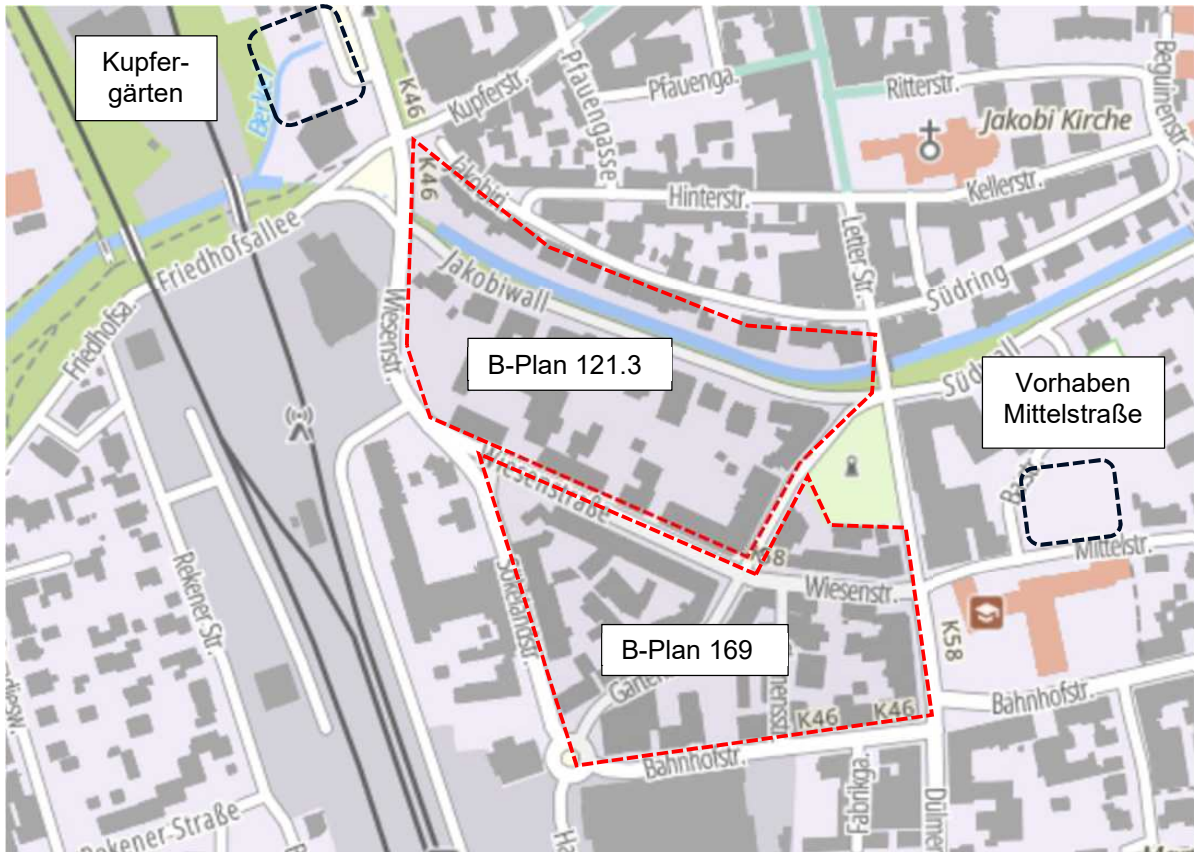 Kupfer-
gärten
Berkel
K46
Kupferstr.
Pfauengasse
Pfauenga.
Ritterstr.
Beguinenstr.
Jakobi Kirche
Kellerstr.
Hinterstr.
K46
Friedhofsallee
Friedhofsa.
Jakobiwall
Letter Str.
Südring
Wiesenstr.
B-Plan 121.3
Vorhaben
Mittelstraße
Wiesenstraße
Mittelstr.
K58
Wiesenstr.
Rekener Str.
B-Plan 169
K58
K46
K46
Bahnhofstr.
Bahnhofstr.
Fabrikga.
Rekener-Straße